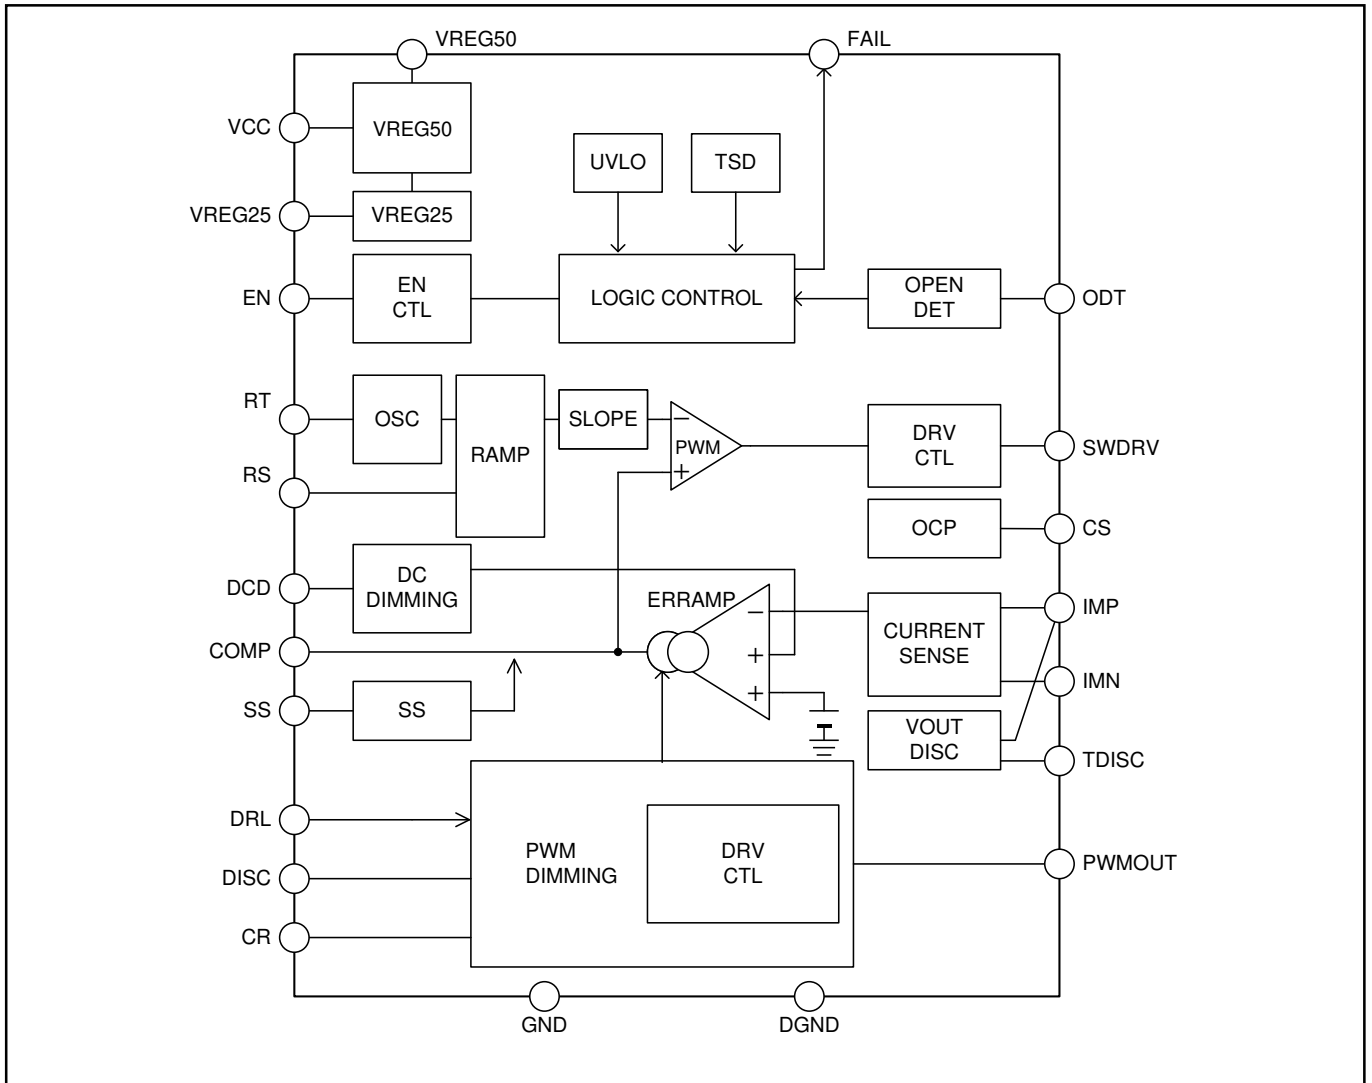 VREG50
FAIL
VCC
VREG50
UVLO
TSD
VREG25
VREG25
EN
EN
CTL
LOGIC CONTROL
OPEN
DET
ODT
RT
OSC
RAMP
SLOPE
−
PWM
+
DRV
CTL
SWDRV
RS
OCP
CS
DCD
DC
DIMMING
ERRAMP
−
+
+
CURRENT
SENSE
IMP
IMN
COMP
SS
SS
VOUT
DISC
TDISC
DRL
DISC
CR
PWM
DIMMING
DRV
CTL
PWMOUT
GND
DGND